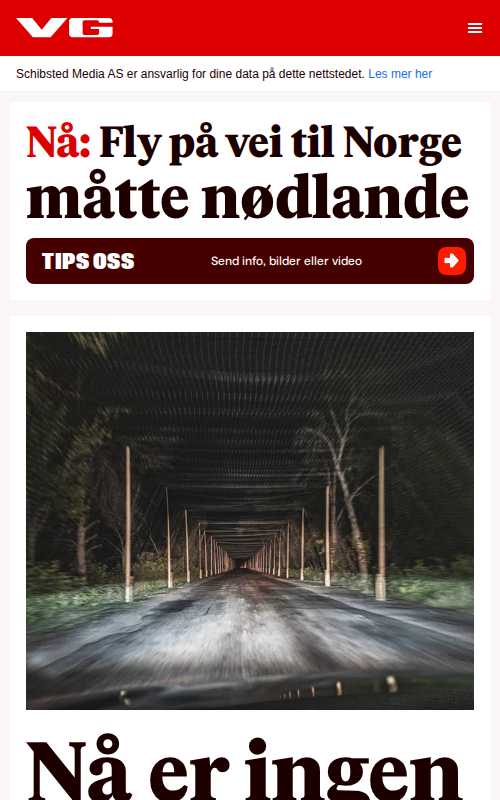 VG
Schibsted Media AS er ansvarlig for dine data på dette nettstedet. Les mer her
Nå: Fly på vei til Norge
måtte nødlande
TIPS OSS
Send info, bilder eller video
Nå er ingen